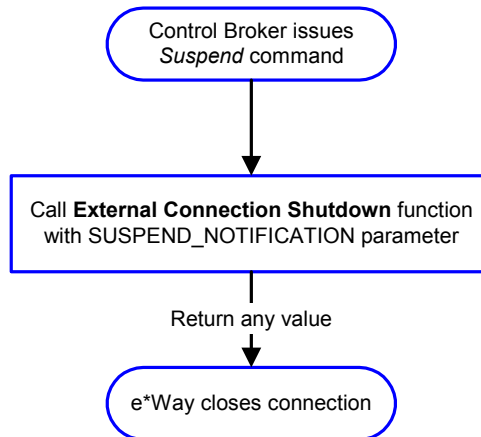 Control Broker issues
Suspend command
Call External Connection Shutdown function
with SUSPEND_NOTIFICATION parameter
Return any value
e*Way closes connection